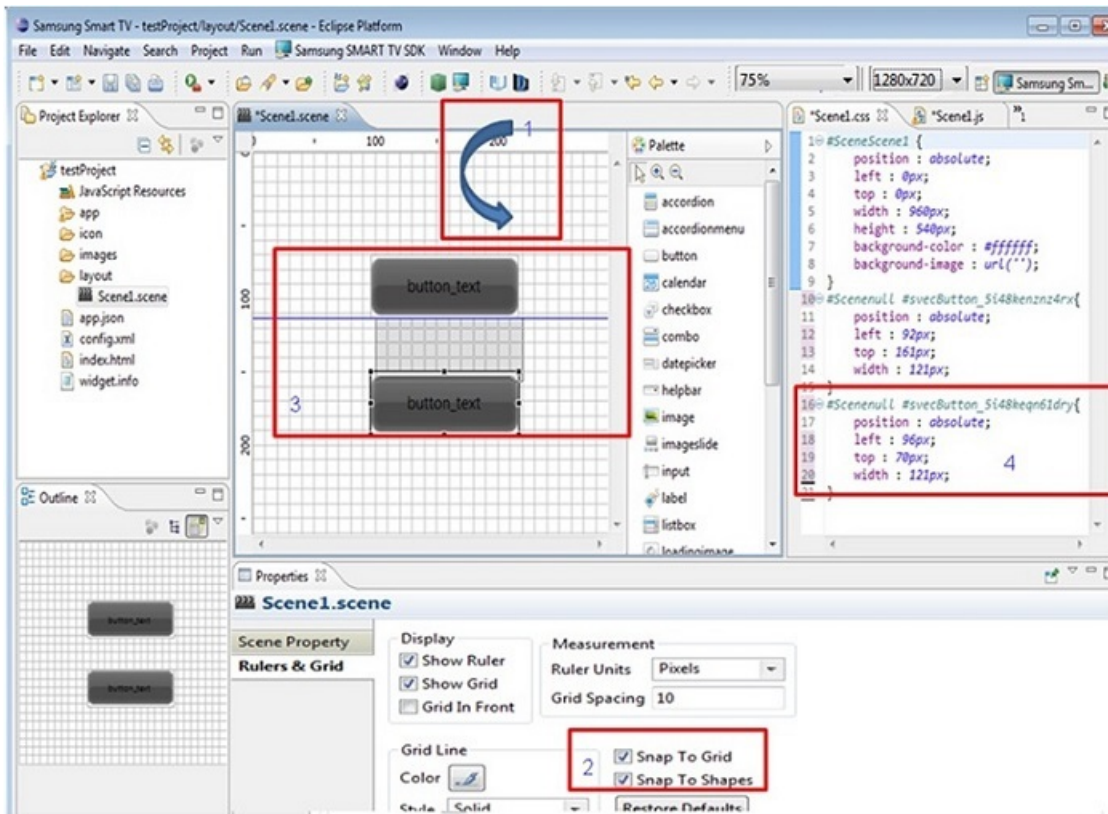 Samsung Smart TV - testProject/layout/Scene1.scene - Eclipse Platform
File Edit Navigate Search Project Run Samsung SMART TV SDK Window Help
75% 1280x720 Samsung Sm...
Project Explorer
testProject
JavaScript Resources
app
icon
images
layout
Scene1.scene
app.json
config.xml
index.html
widget.info
Outline
button_text
button_text
*Scene1.scene
0 100 200
100
200
1
button_text
3
button_text
Palette
accordion
accordionmenu
button
calendar
checkbox
combo
datepicker
helpbar
image
imageslide
input
label
listbox
loadingimage
*Scene1.css *Scene1.js »1
1 #SceneScene1 {
2 position : absolute;
3 left : 0px;
4 top : 0px;
5 width : 960px;
6 height : 540px;
7 background-color : #ffffff;
8 background-image : url("");
9 }
10 #Scenenull #svecButton_5i48kenznz4rx{
11 position : absolute;
12 left : 92px;
13 top : 161px;
14 width : 121px;
15 }
16 #Scenenull #svecButton_5i48keqn61dry{
17 position : absolute;
18 left : 96px;
19 top : 70px;
20 width : 121px;
21 }
4
Properties
Scene1.scene
Scene Property
Rulers & Grid
Display
Show Ruler
Show Grid
Grid In Front
Measurement
Ruler Units Pixels
Grid Spacing 10
Grid Line
Color
Style Solid
2
Snap To Grid
Snap To Shapes
Restore Defaults